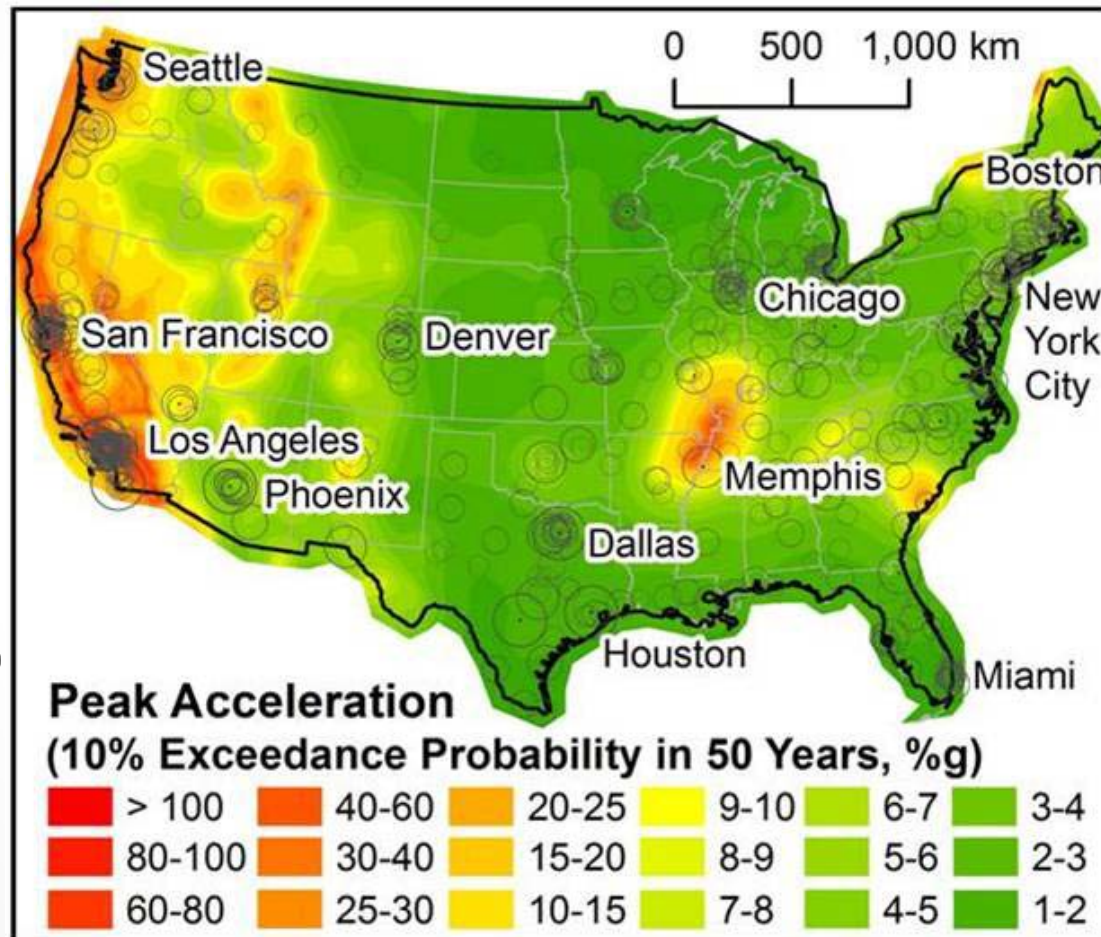 0 500 1,000 km
Seattle
Boston
San Francisco
Denver
Chicago
New
York
City
Los Angeles
Phoenix
Memphis
Dallas
Houston
Miami
Peak Acceleration
(10% Exceedance Probability in 50 Years, %g)
> 100 40-60 20-25 9-10 6-7 3-4
80-100 30-40 15-20 8-9 5-6 2-3
60-80 25-30 10-15 7-8 4-5 1-2